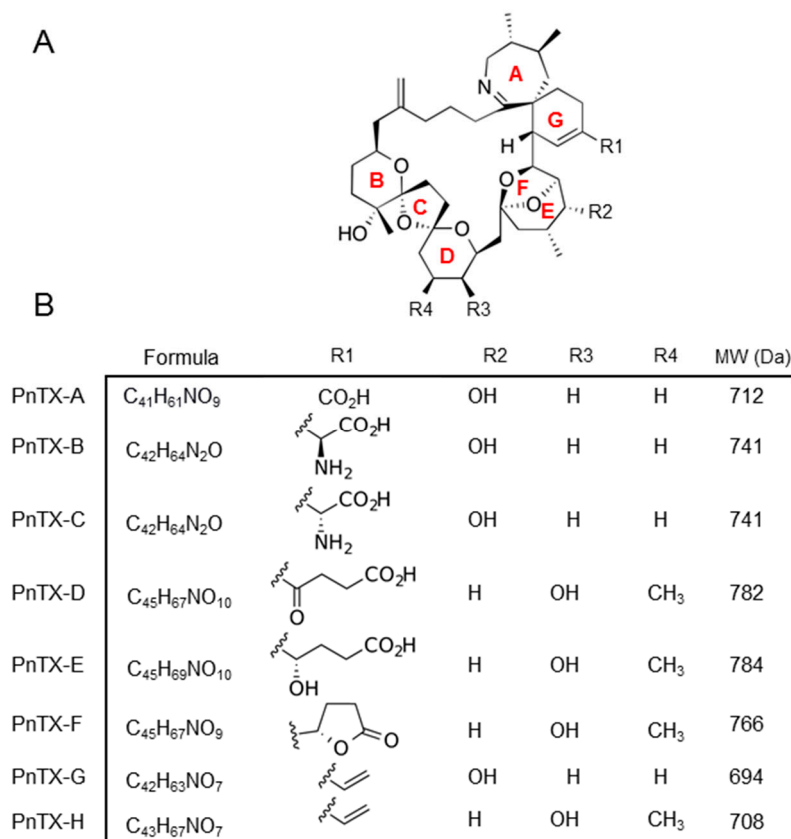 A
N
A
G
R1
H
O
F
O
E
R2
B
O
C
O
O
D
HO
R4
R3
B
Formula R1 R2 R3 R4 MW (Da)
PnTX-A C₄₁H₆₁NO₉ CO₂H OH H H 712
PnTX-B C₄₂H₆₄N₂O CO₂H NH₂ OH H H 741
PnTX-C C₄₂H₆₄N₂O CO₂H NH₂ OH H H 741
PnTX-D C₄₅H₆₇NO₁₀ CO₂H O H OH CH₃ 782
PnTX-E C₄₅H₆₉NO₁₀ CO₂H OH H OH CH₃ 784
PnTX-F C₄₅H₆₇NO₉ O O H OH CH₃ 766
PnTX-G C₄₂H₆₃NO₇ OH H H 694
PnTX-H C₄₃H₆₇NO₇ H OH CH₃ 708